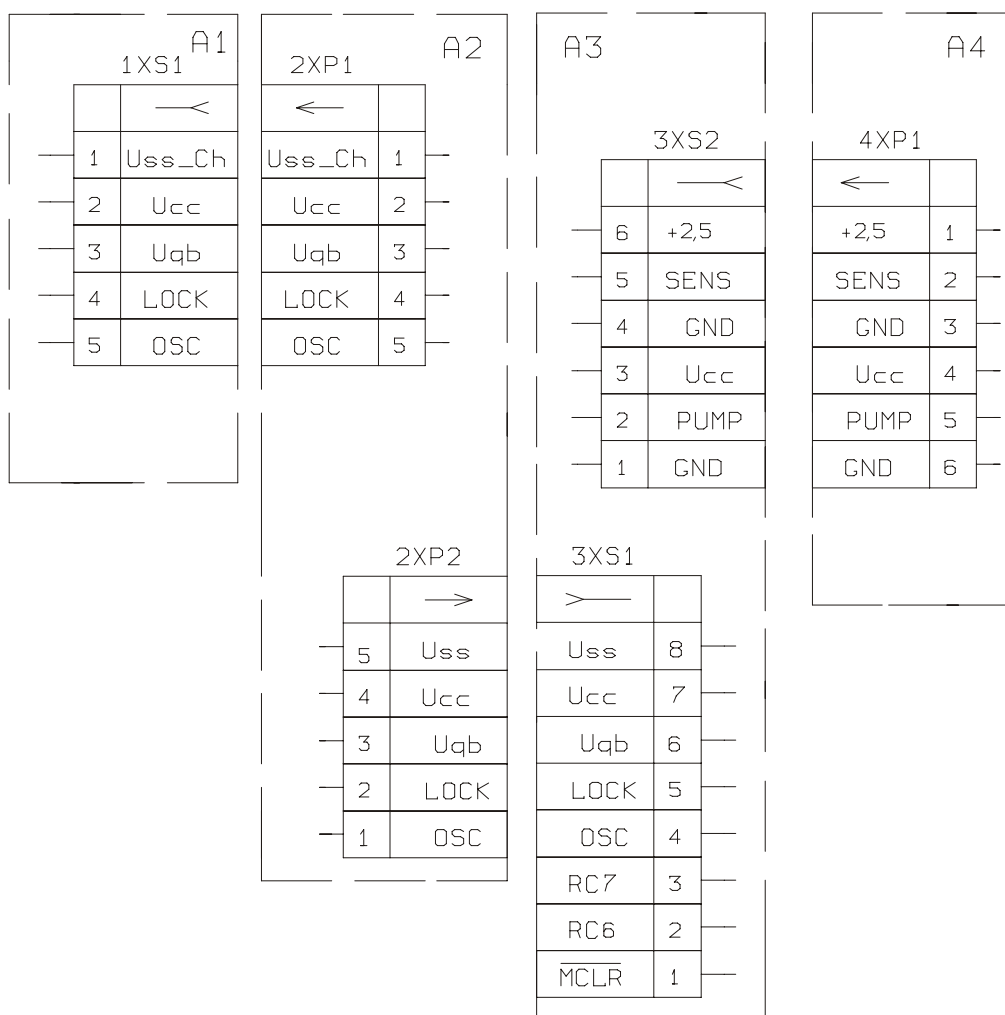 A1
1XS1
1 Uss_Ch
2 Ucc
3 Uqb
4 LOCK
5 OSC
A2
2XP1
Uss_Ch 1
Ucc 2
Uqb 3
LOCK 4
OSC 5
2XP2
5 Uss
4 Ucc
3 Uqb
2 LOCK
1 OSC
A3
3XS2
6 +2,5
5 SENS
4 GND
3 Ucc
2 PUMP
1 GND
3XS1
Uss 8
Ucc 7
Uqb 6
LOCK 5
OSC 4
RC7 3
RC6 2
MCLR 1
A4
4XP1
+2,5 1
SENS 2
GND 3
Ucc 4
PUMP 5
GND 6